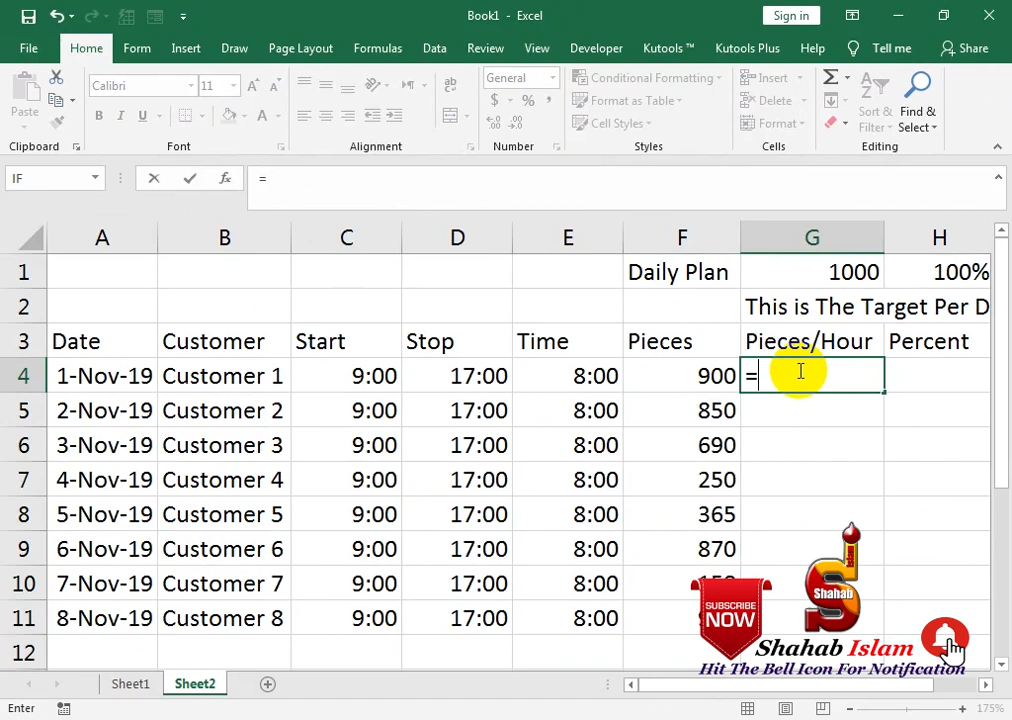 Book1 - Excel
Sign in
File Home Form Insert Draw Page Layout Formulas Data Review View Developer Kutools ™ Kutools Plus Help Tell me Share
Paste
Calibri 11
B I U
General
$ % ,
Conditional Formatting
Format as Table
Cell Styles
Insert
Delete
Format
Sort & Filter
Find & Select
Clipboard Font Alignment Number Styles Cells Editing
IF fx =
A B C D E F G H
1 Daily Plan 1000 100%
2 This is The Target Per D
3 Date Customer Start Stop Time Pieces Pieces/Hour Percent
4 1-Nov-19 Customer 1 9:00 17:00 8:00 900 =
5 2-Nov-19 Customer 2 9:00 17:00 8:00 850
6 3-Nov-19 Customer 3 9:00 17:00 8:00 690
7 4-Nov-19 Customer 4 9:00 17:00 8:00 250
8 5-Nov-19 Customer 5 9:00 17:00 8:00 365
9 6-Nov-19 Customer 6 9:00 17:00 8:00 870
10 7-Nov-19 Customer 7 9:00 17:00 8:00
11 8-Nov-19 Customer 8 9:00 17:00 8:00
12
SUBSCRIBE
NOW
Islam
Shahab
Shahab Islam
Hit The Bell Icon For Notification
Sheet1 Sheet2
Enter
175%